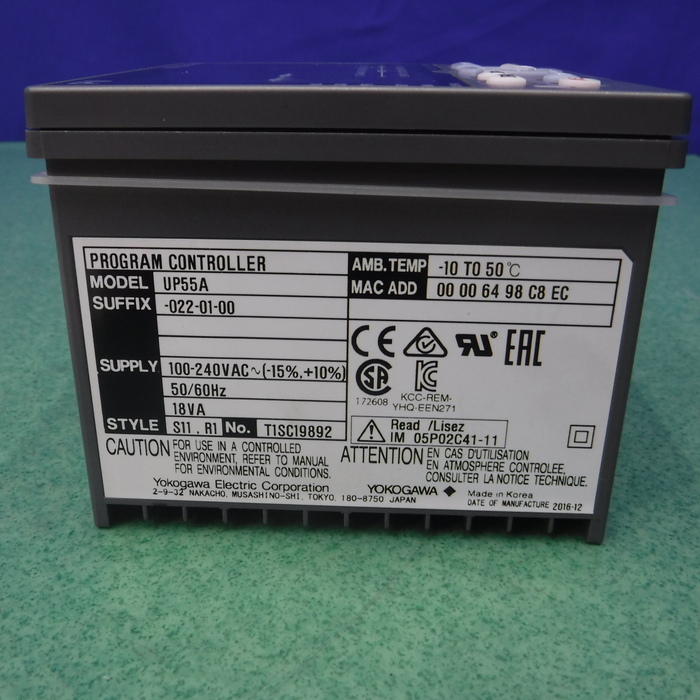 PROGRAM CONTROLLER
MODEL UP55A
SUFFIX -022-01-00
SUPPLY 100-240VAC~(-15%,+10%)
50/60Hz
18VA
STYLE S11 . R1 No. T1SC19892
AMB.TEMP -10 TO 50℃
MAC ADD 00 00 64 98 C8 EC
CE RU US EAC
SA
172608
KCC-REM-
YHQ-EEN271
Read /Lisez
IM 05P02C41-11
CAUTION FOR USE IN A CONTROLLED
ENVIRONMENT, REFER TO MANUAL
FOR ENVIRONMENTAL CONDITIONS.
ATTENTION EN CAS D'UTILISATION
EN ATMOSPHERE CONTROLEE,
CONSULTER LA NOTICE TECHNIQUE.
Yokogawa Electric Corporation
2-9-32 NAKACHO, MUSASHINO-SHI, TOKYO, 180-8750 JAPAN
YOKOGAWA
Made in Korea
DATE OF MANUFACTURE 2016-12